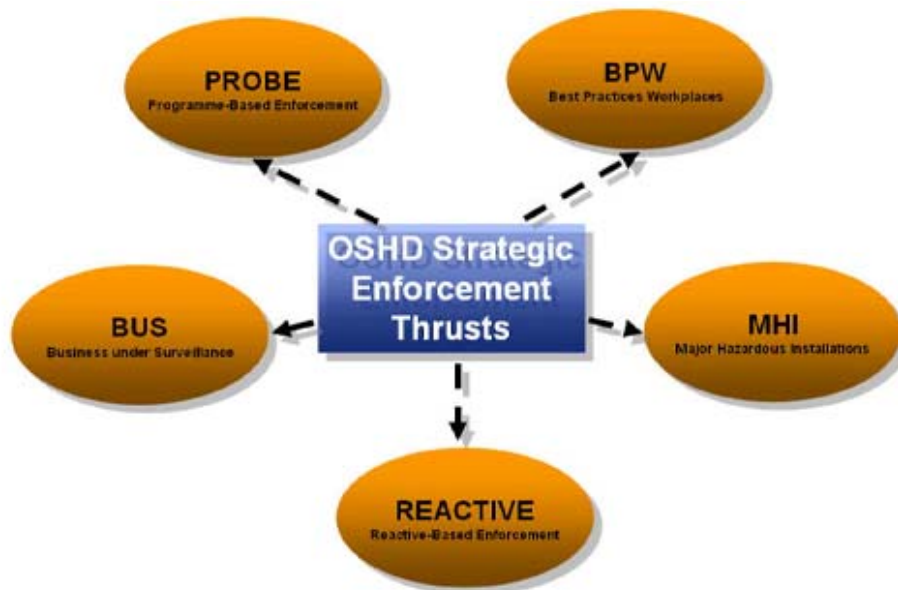 PROBE
Programme-Based Enforcement
BPW
Best Practices Workplaces
OSHD Strategic
Enforcement
Thrusts
BUS
Business under Surveillance
MHI
Major Hazardous Installations
REACTIVE
Reactive-Based Enforcement